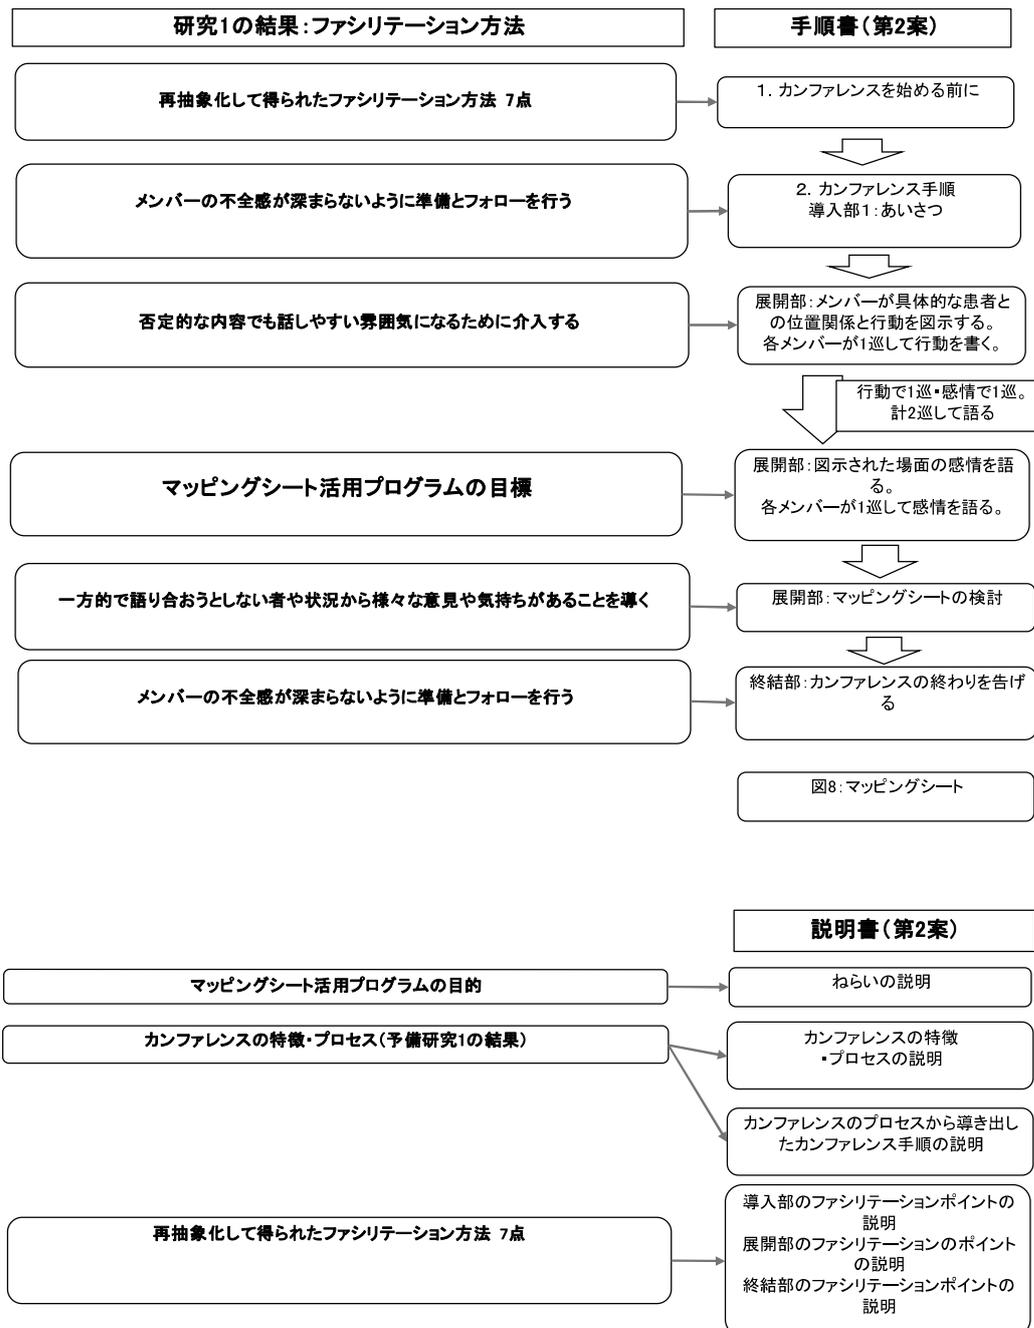 研究1の結果：ファシリテーション方法
手順書（第2案）
再抽象化して得られたファシリテーション方法 7点
1．カンファレンスを始める前に
メンバーの不全感が深まらないように準備とフォローを行う
2．カンファレンス手順
導入部1：あいさつ
否定的な内容でも話しやすい雰囲気になるために介入する
展開部：メンバーが具体的な患者と
の位置関係と行動を図示する。
各メンバーが1巡して行動を書く。
行動で1巡・感情で1巡。
計2巡して語る
マッピングシート活用プログラムの目標
展開部：図示された場面の感情を語
る。
各メンバーが1巡して感情を語る。
一方的で語り合おうとしない者や状況から様々な意見や気持ちがあることを導く
展開部：マッピングシートの検討
メンバーの不全感が深まらないように準備とフォローを行う
終結部：カンファレンスの終わりを告げ
る
図8：マッピングシート
説明書（第2案）
マッピングシート活用プログラムの目的
ねらいの説明
カンファレンスの特徴・プロセス（予備研究1の結果）
カンファレンスの特徴
・プロセスの説明
カンファレンスのプロセスから導き出し
たカンファレンス手順の説明
再抽象化して得られたファシリテーション方法 7点
導入部のファシリテーションポイントの
説明
展開部のファシリテーションのポイント
の説明
終結部のファシリテーションポイントの
説明